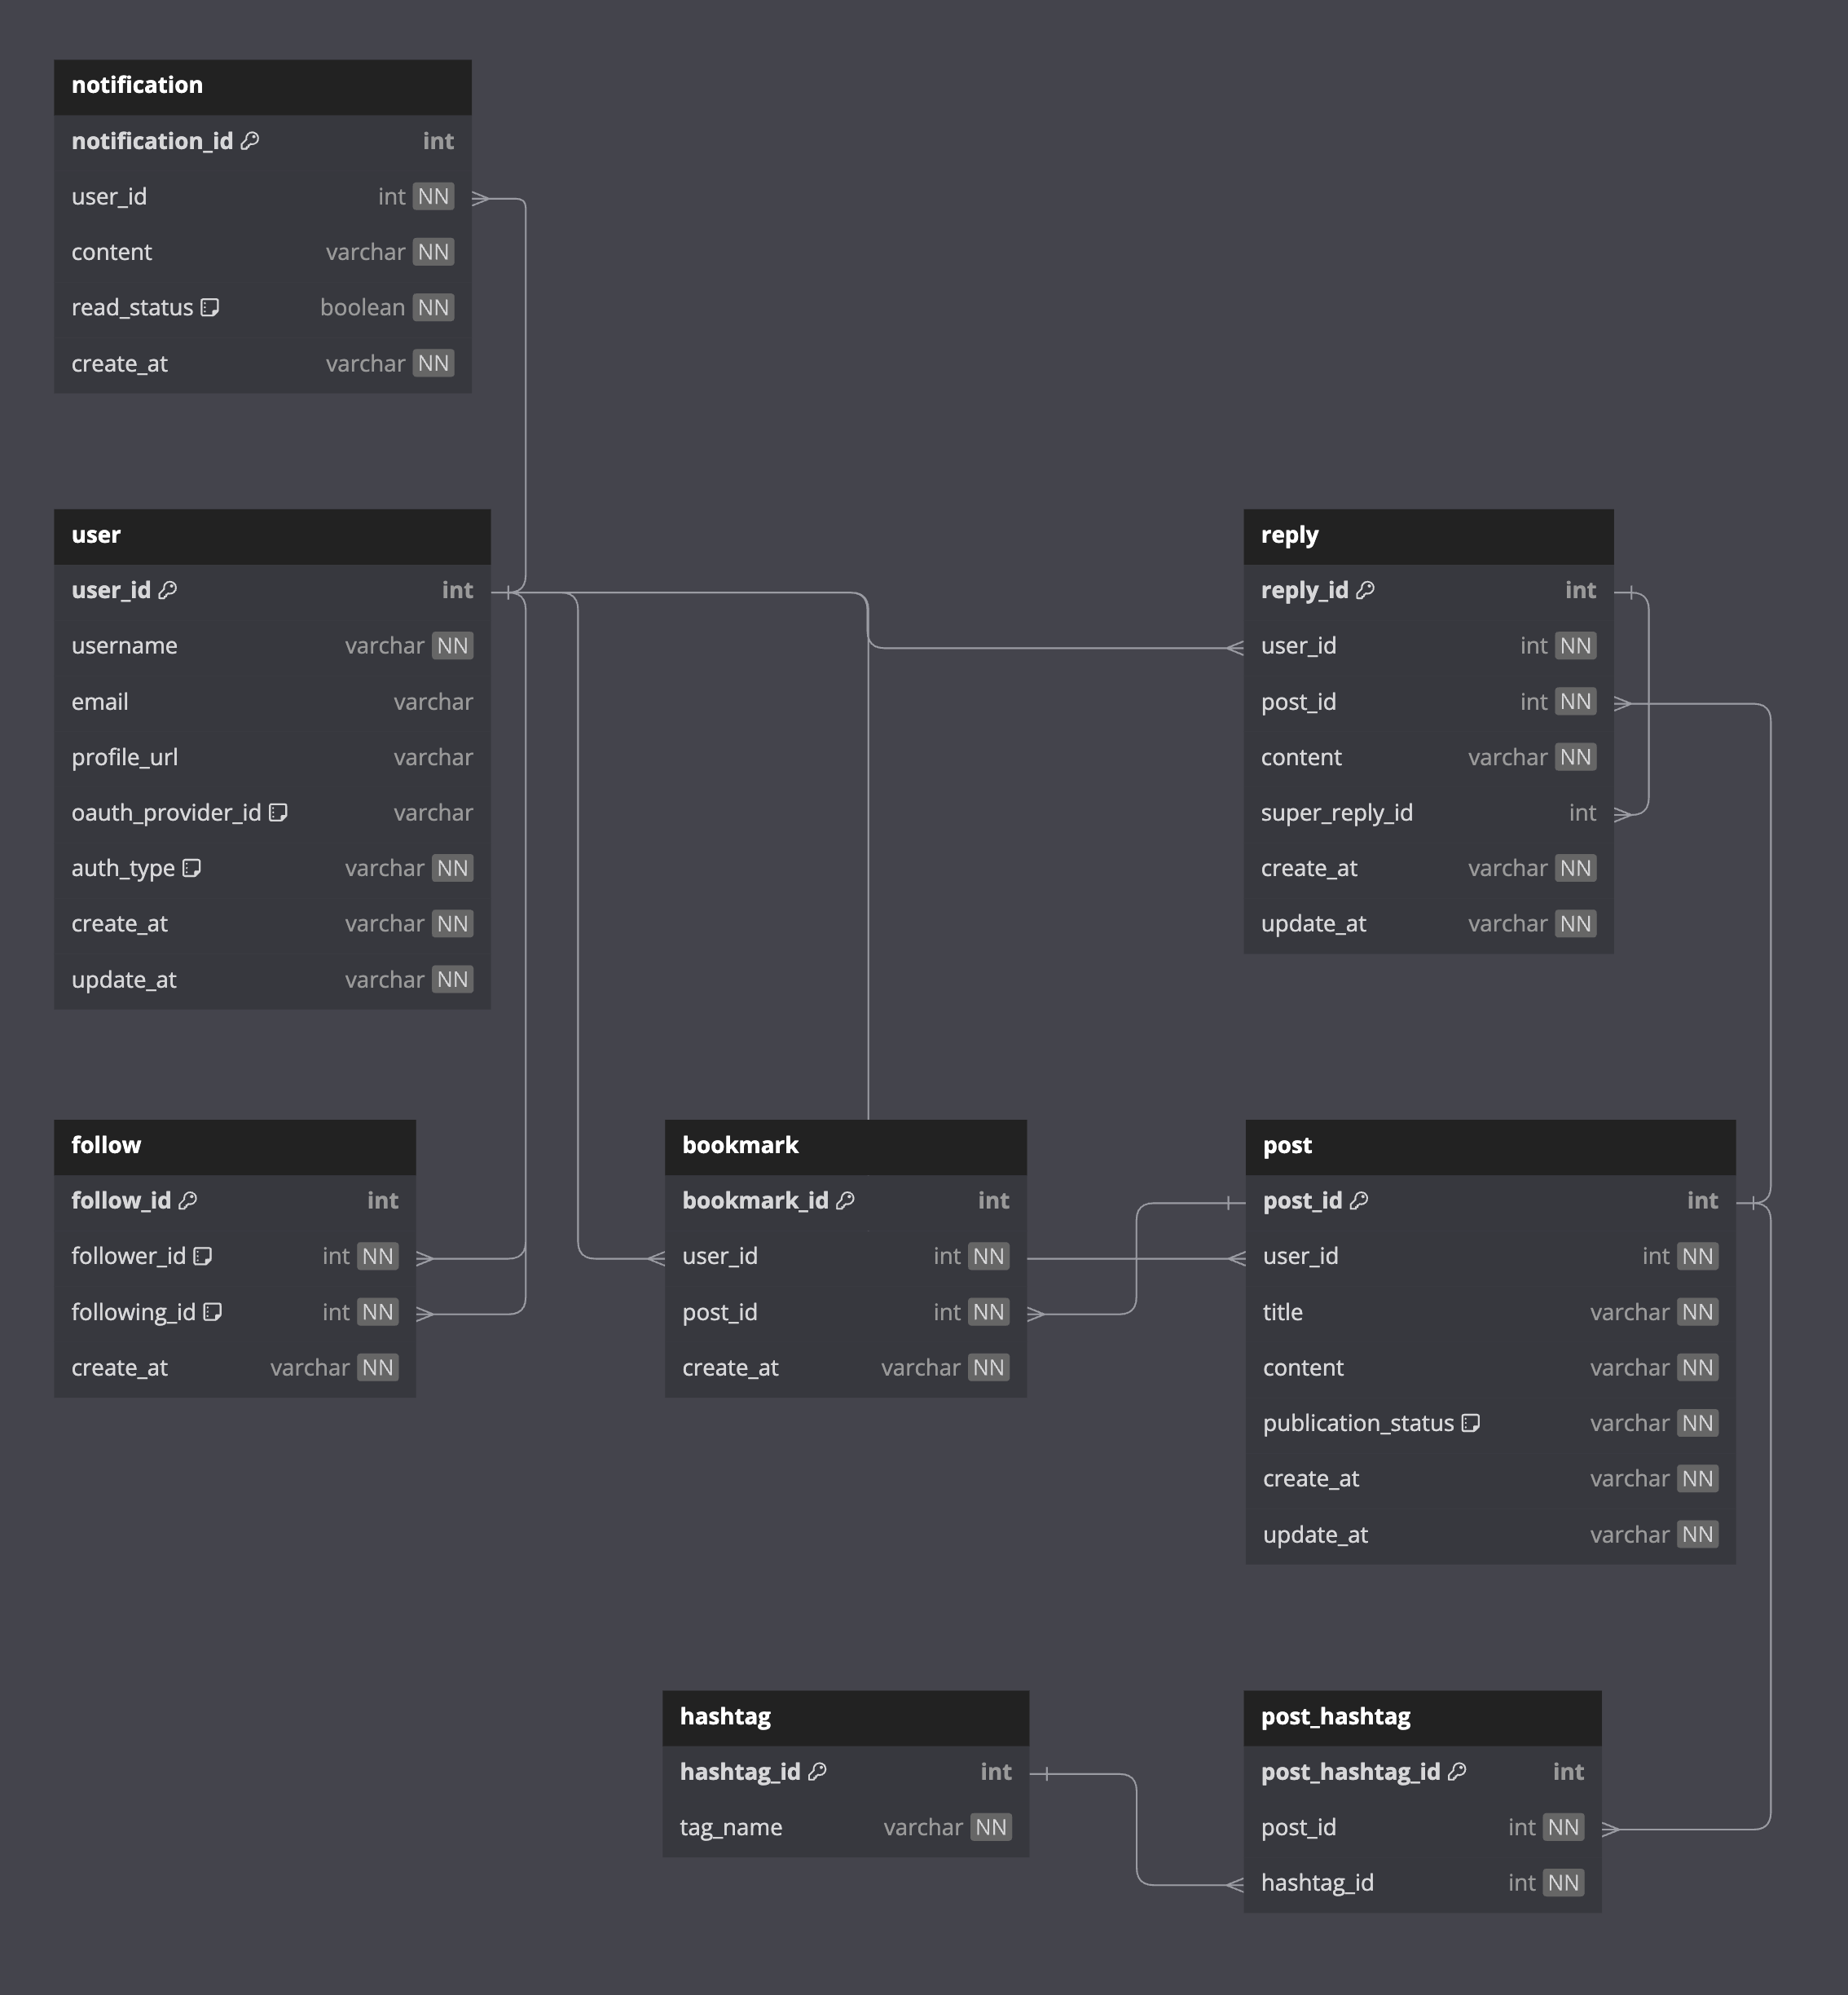 notification
notification_id int
user_id int NN
content varchar NN
read_status boolean NN
create_at varchar NN
user
user_id int
username varchar NN
email varchar
profile_url varchar
oauth_provider_id varchar
auth_type varchar NN
create_at varchar NN
update_at varchar NN
reply
reply_id int
user_id int NN
post_id int NN
content varchar NN
super_reply_id int
create_at varchar NN
update_at varchar NN
follow
follow_id int
follower_id int NN
following_id int NN
create_at varchar NN
bookmark
bookmark_id int
user_id int NN
post_id int NN
create_at varchar NN
post
post_id int
user_id int NN
title varchar NN
content varchar NN
publication_status varchar NN
create_at varchar NN
update_at varchar NN
hashtag
hashtag_id int
tag_name varchar NN
post_hashtag
post_hashtag_id int
post_id int NN
hashtag_id int NN